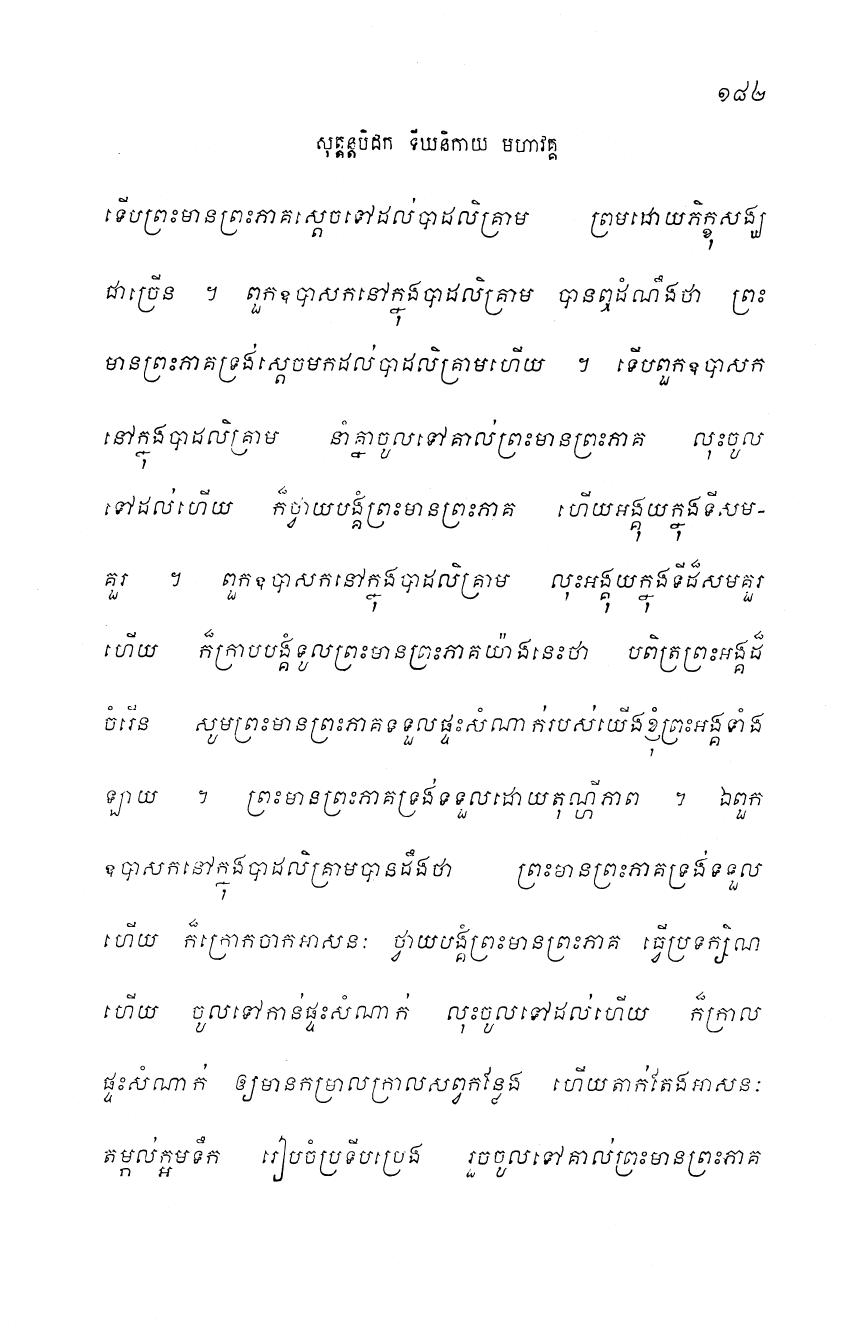 ១៨២
សុត្តន្តបិដក ទីឃនិកាយ មហាវគ្គ
ទើបព្រះមានព្រះភាគស្តេចទៅដល់បាដលិគ្រាម ព្រមដោយភិក្ខុសង្ឃ
ជាច្រើន ។ ពួកឧបាសកនៅក្នុងបាដលិគ្រាម បានឮដំណឹងថា ព្រះ
មានព្រះភាគទ្រង់ស្តេចមកដល់បាដលិគ្រាមហើយ ។ ទើបពួកឧបាសក
នៅក្នុងបាដលិគ្រាម នាំគ្នាចូលទៅគាល់ព្រះមានព្រះភាគ លុះចូល
ទៅដល់ហើយ ក៏ថ្វាយបង្គំព្រះមានព្រះភាគ ហើយអង្គុយក្នុងទីសម-
គួរ ។ ពួកឧបាសកនៅក្នុងបាដលិគ្រាម លុះអង្គុយក្នុងទីដ៏សមគួរ
ហើយ ក៏ក្រាបបង្គំទូលព្រះមានព្រះភាគយ៉ាងនេះថា បពិត្រព្រះអង្គដ៏
ចំរើន សូមព្រះមានព្រះភាគទទួលផ្ទះសំណាក់របស់យើងខ្ញុំព្រះអង្គទាំង
ឡាយ ។ ព្រះមានព្រះភាគទ្រង់ទទួលដោយតុណ្ហីភាព ។ ឯពួក
ឧបាសកនៅក្នុងបាដលិគ្រាមបានដឹងថា ព្រះមានព្រះភាគទ្រង់ទទួល
ហើយ ក៏ក្រោកចាកអាសនៈ ថ្វាយបង្គំព្រះមានព្រះភាគ ធ្វើប្រទក្សិណ
ហើយ ចូលទៅកាន់ផ្ទះសំណាក់ លុះចូលទៅដល់ហើយ ក៏ក្រាល
ផ្ទះសំណាក់ ឲ្យមានកម្រាលក្រាលសព្វកន្លែង ហើយតាក់តែងអាសនៈ
តម្កល់ក្អមទឹក រៀបចំប្រទីបប្រេង រួចចូលទៅគាល់ព្រះមានព្រះភាគ